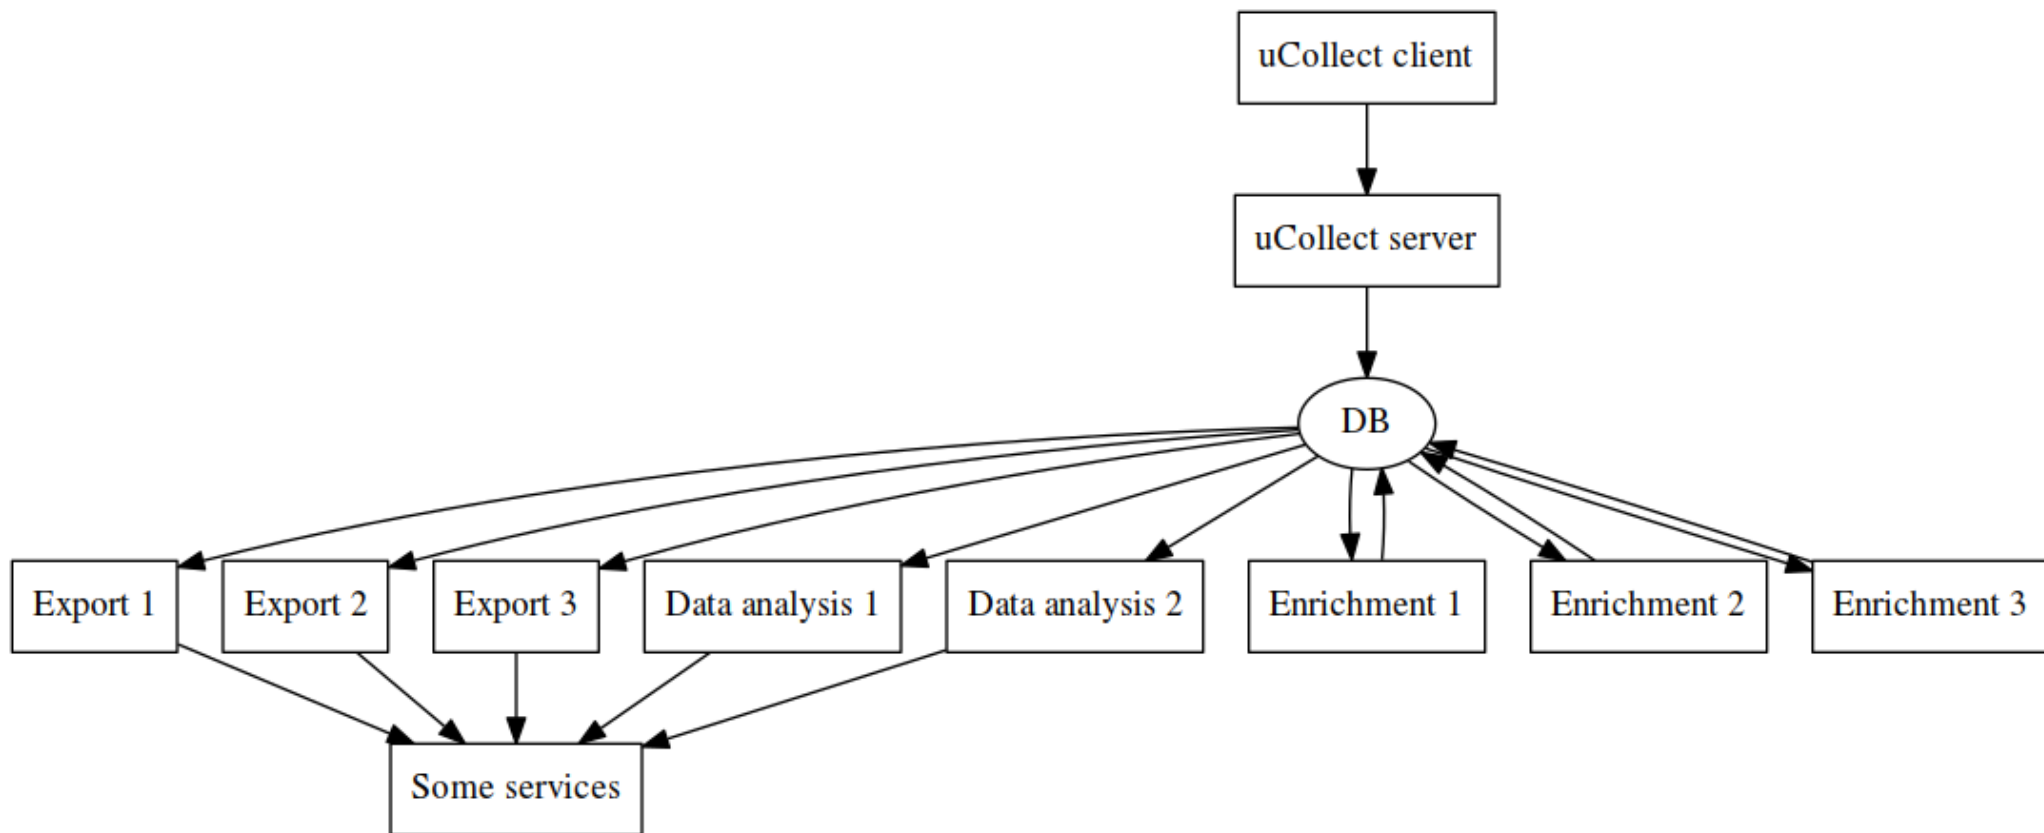 uCollect client
uCollect server
DB
Export 1
Export 2
Export 3
Data analysis 1
Data analysis 2
Enrichment 1
Enrichment 2
Enrichment 3
Some services